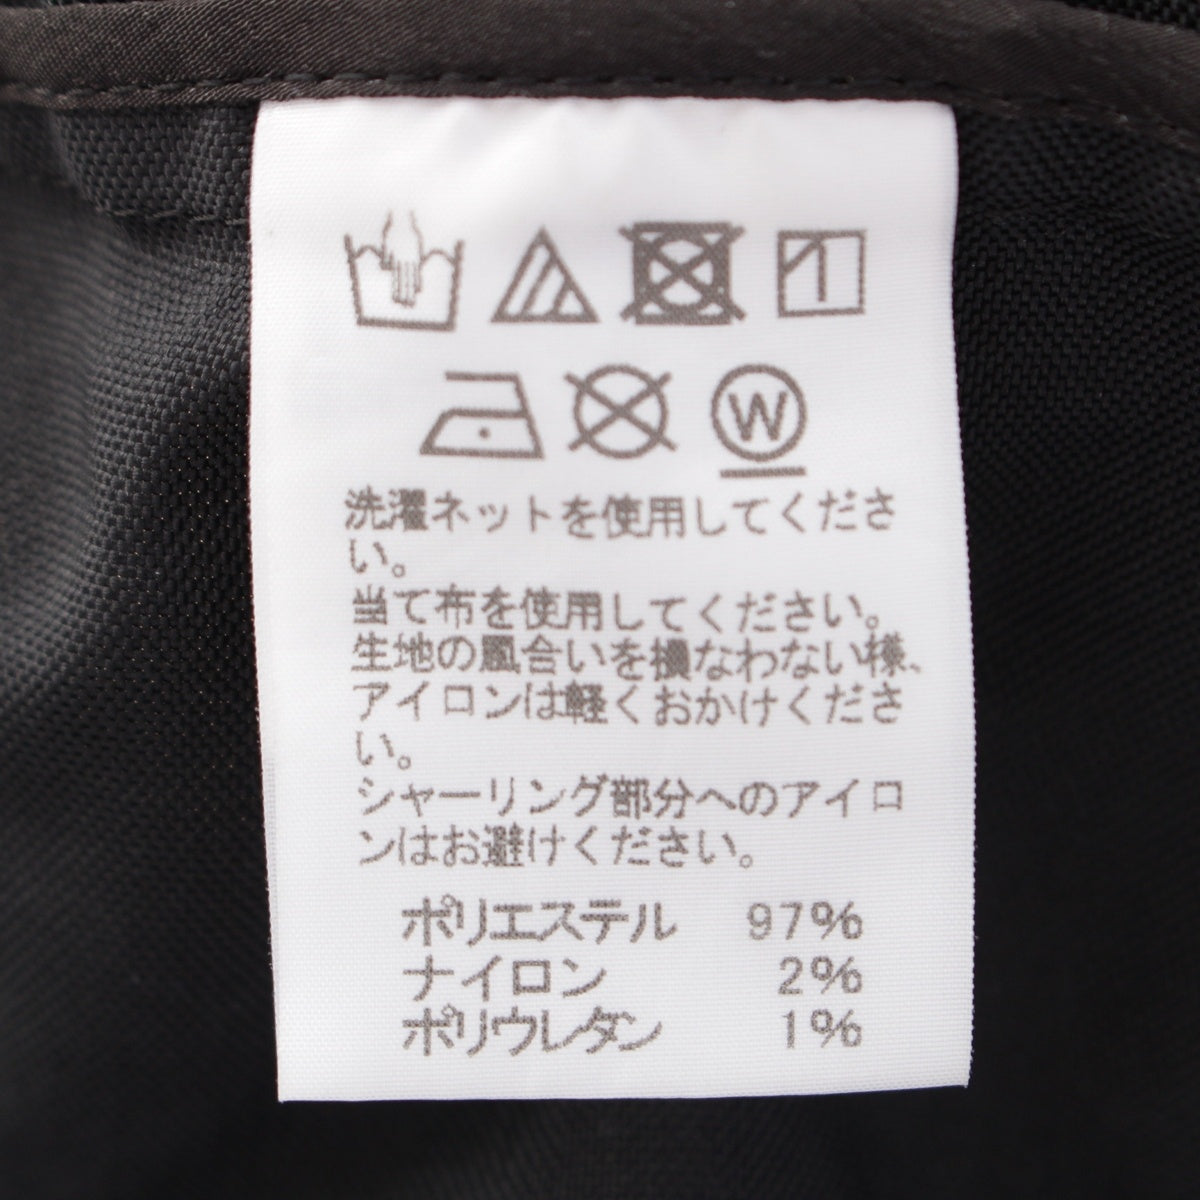 W
洗濯ネットを使用してくださ
い。
当て布を使用してください。
生地の風合いを損なわない様、
アイロンは軽くおかけくださ
い。
シャーリング部分へのアイロ
ンはお避けください。
ポリエステル 97%
ナイロン 2%
ポリウレタン 1%